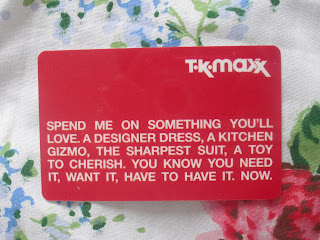 T·K·maxx
SPEND ME ON SOMETHING YOU'LL
LOVE. A DESIGNER DRESS, A KITCHEN
GIZMO, THE SHARPEST SUIT, A TOY
TO CHERISH. YOU KNOW YOU NEED
IT, WANT IT, HAVE TO HAVE IT. NOW.